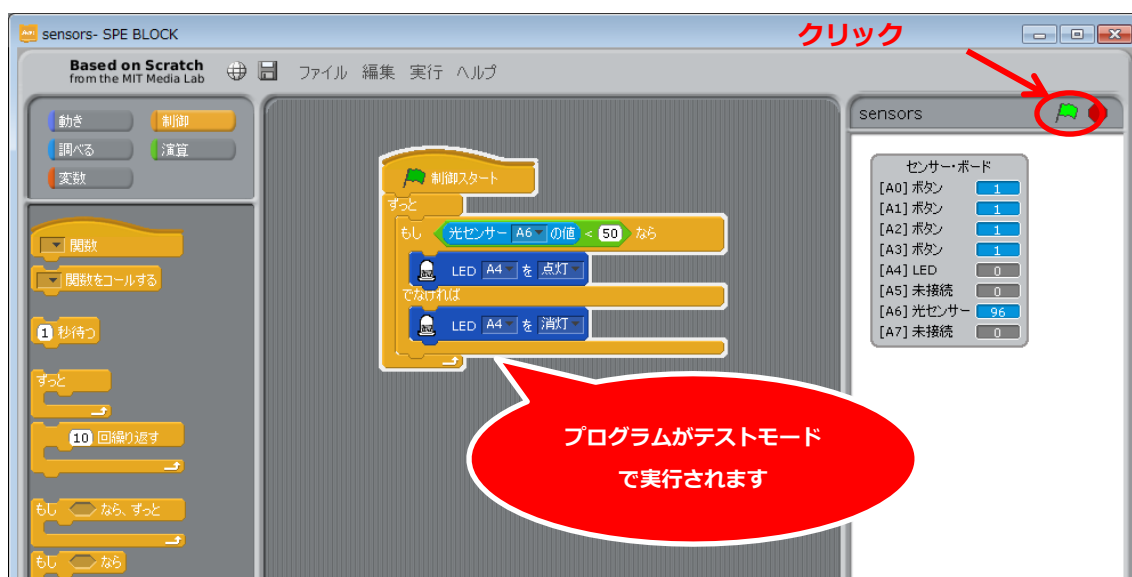 sensors- SPE BLOCK
クリック
Based on Scratch
from the MIT Media Lab
ファイル 編集 実行 ヘルプ
動き 制御
調べる 演算
変数
関数
関数をコールする
1 秒待つ
ずっと
10 回繰り返す
もし なら、ずっと
もし なら
制御スタート
ずっと
もし 光センサー A6 の値 < 50 なら
LED A4 を 点灯
でなければ
LED A4 を 消灯
プログラムがテストモード
で実行されます
sensors
センサー・ボード
[A0] ボタン 1
[A1] ボタン 1
[A2] ボタン 1
[A3] ボタン 1
[A4] LED 0
[A5] 未接続 0
[A6] 光センサー 96
[A7] 未接続 0